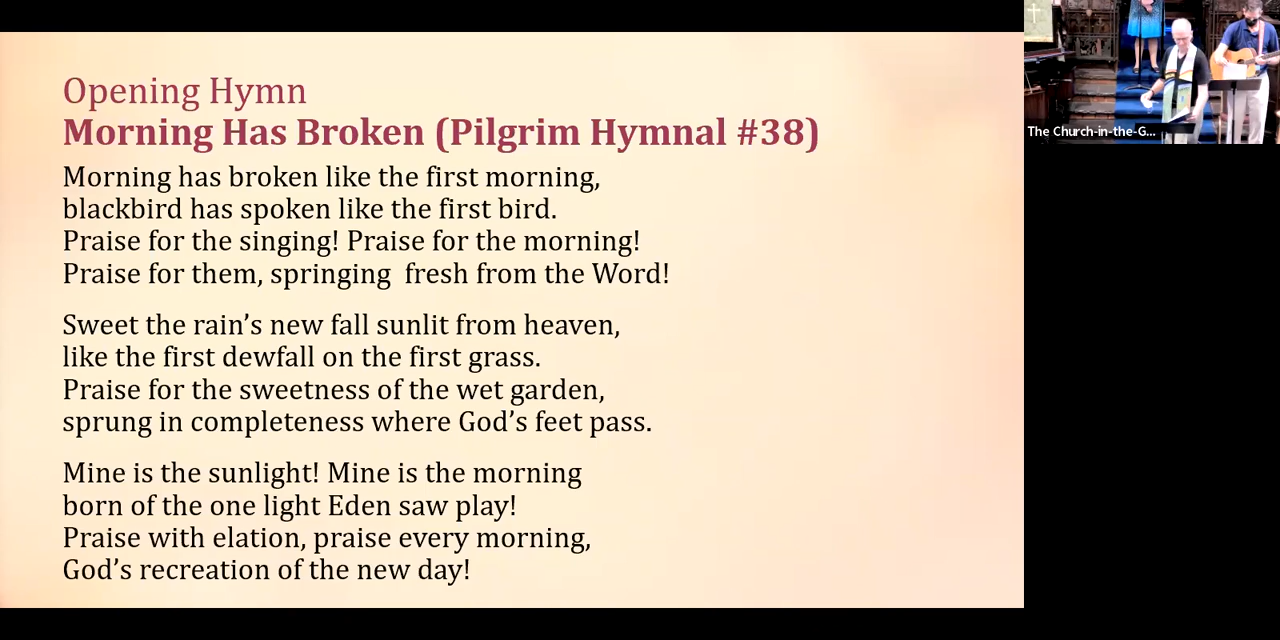 Opening Hymn
Morning Has Broken (Pilgrim Hymnal #38)
Morning has broken like the first morning,
blackbird has spoken like the first bird.
Praise for the singing! Praise for the morning!
Praise for them, springing  fresh from the Word!
Sweet the rain’s new fall sunlit from heaven,
like the first dewfall on the first grass.
Praise for the sweetness of the wet garden,
sprung in completeness where God’s feet pass.
Mine is the sunlight! Mine is the morning
born of the one light Eden saw play!
Praise with elation, praise every morning,
God’s recreation of the new day!
The Church-in-the-G...